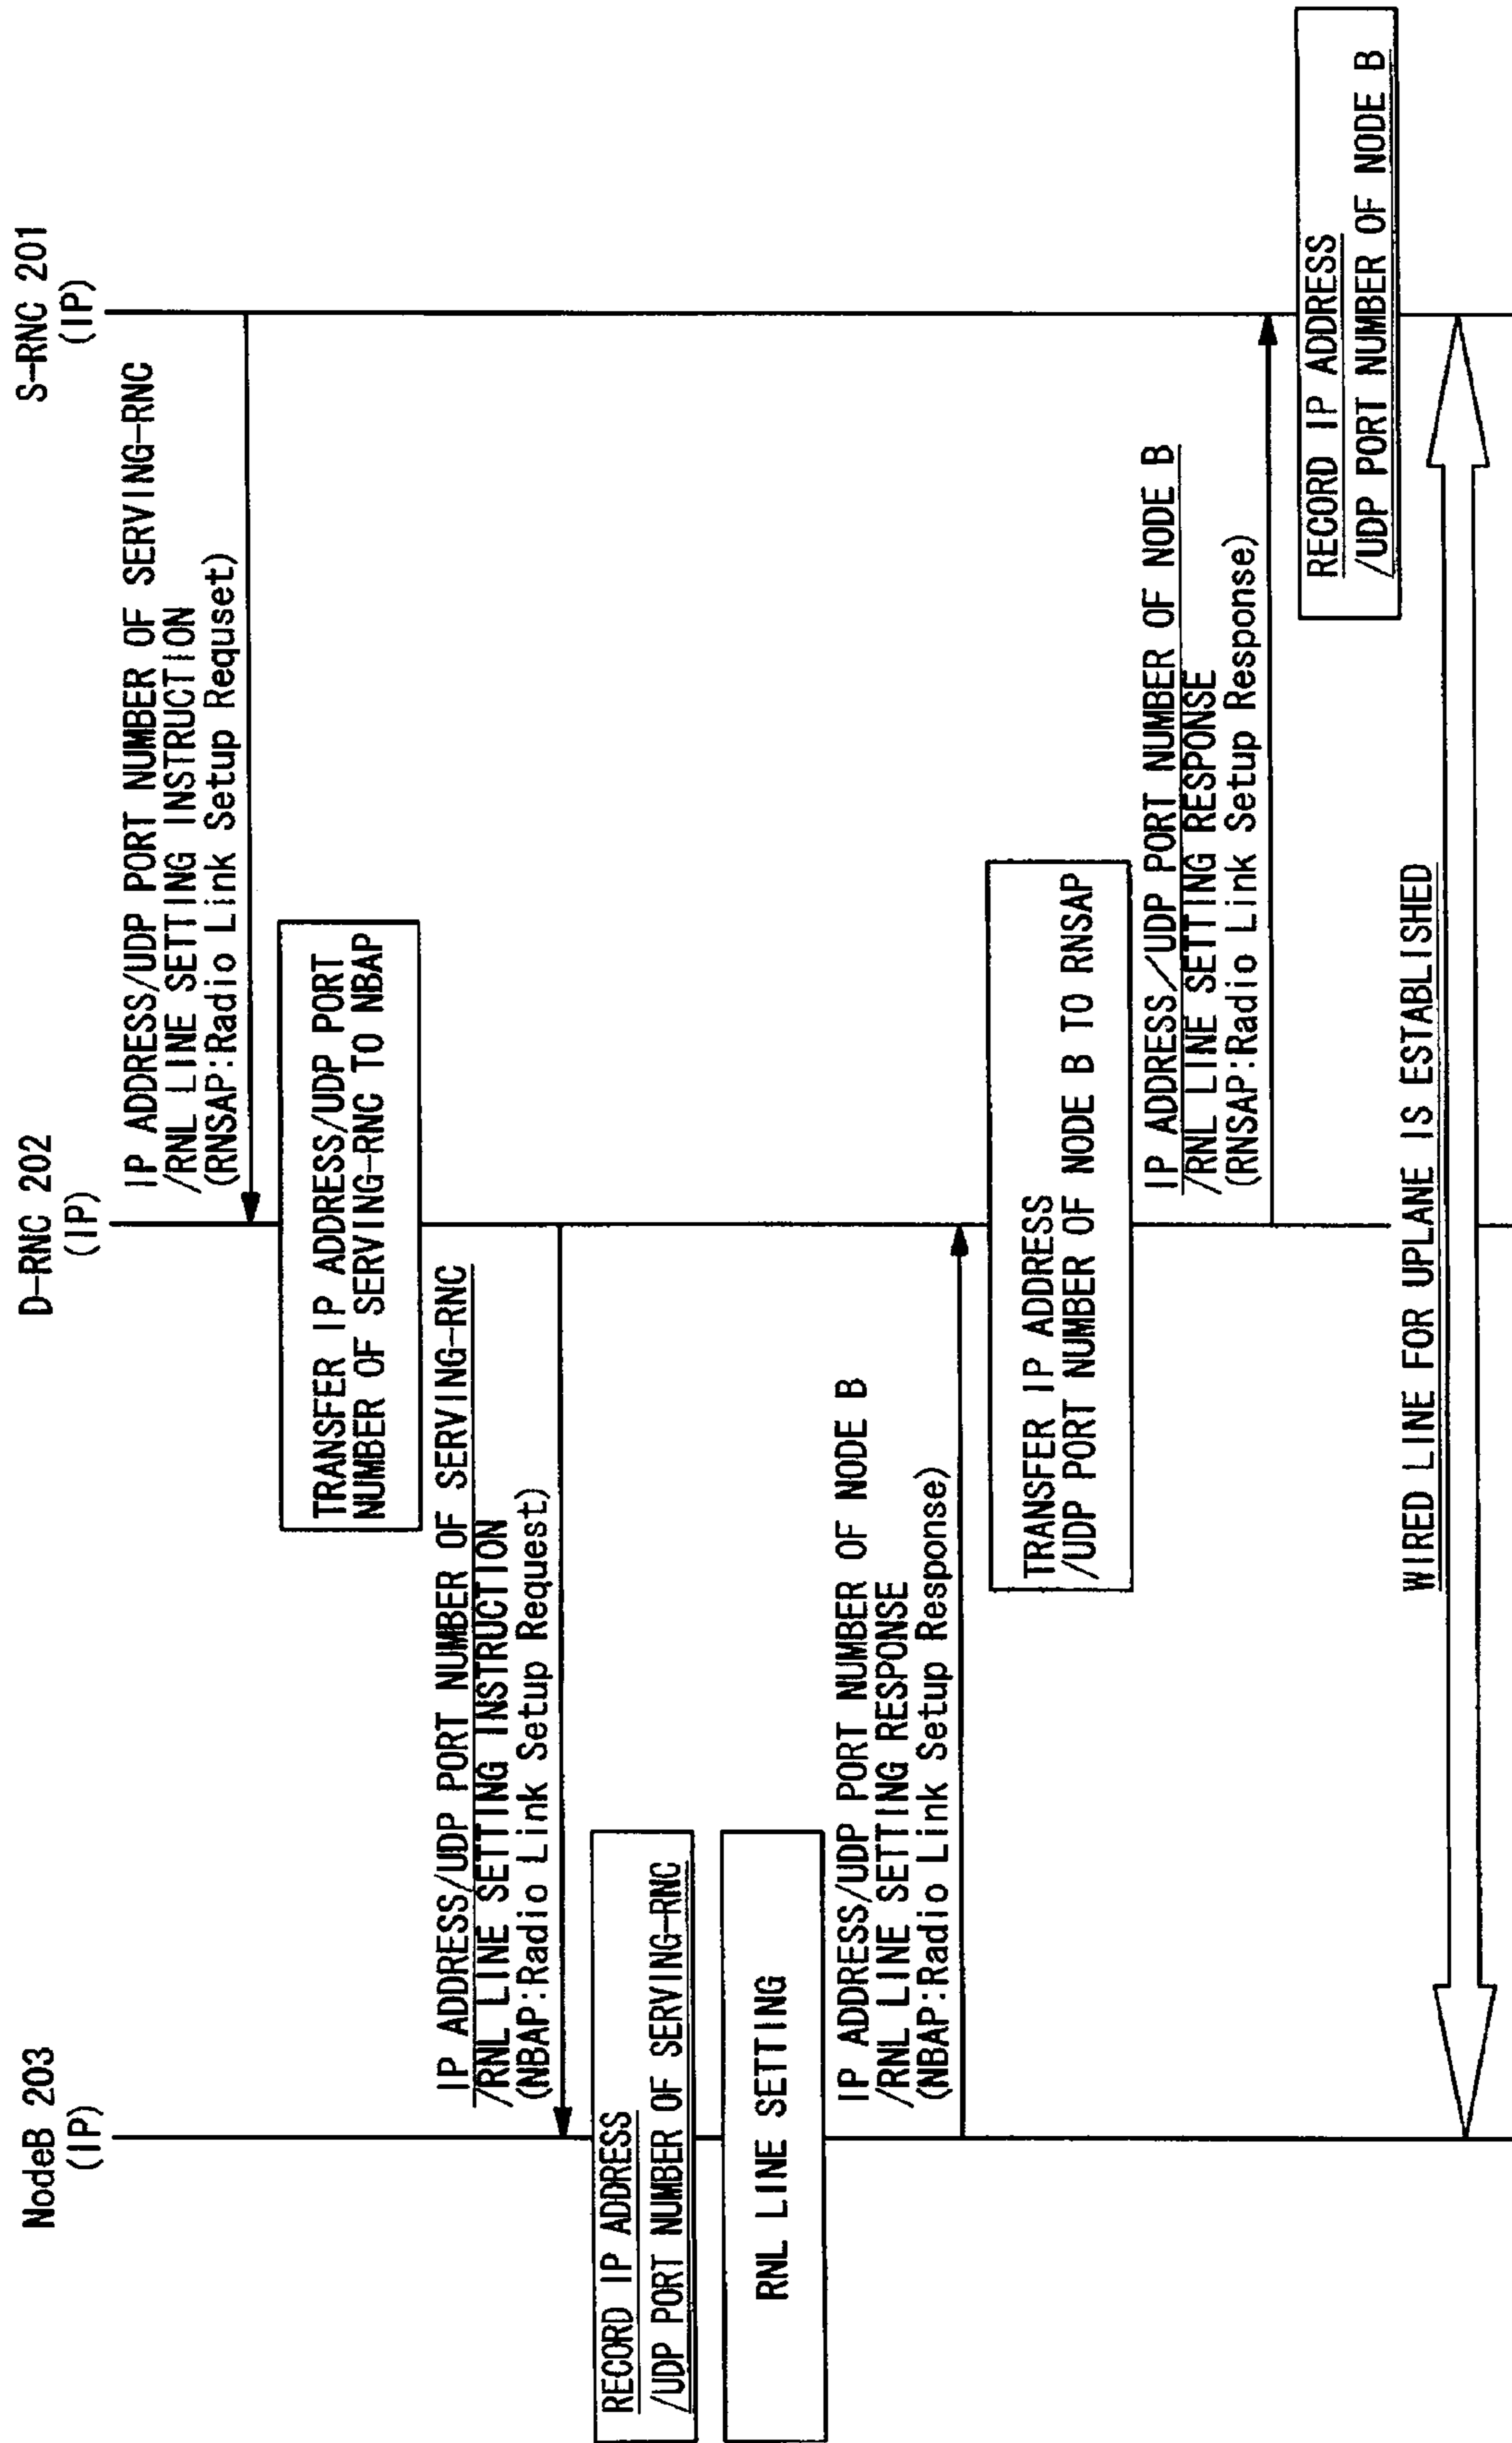 NodeB 203
(IP)
D-RNC 202
(IP)
S-RNC 201
(IP)
IP ADDRESS/UDP PORT NUMBER OF SERVING-RNC
/RNL LINE SETTING INSTRUCTION
(RNSAP:Radio Link Setup Requset)
TRANSFER IP ADDRESS/UDP PORT
NUMBER OF SERVING-RNC TO NBAP
IP ADDRESS/UDP PORT NUMBER OF SERVING-RNC
/RNL LINE SETTING INSTRUCTION
(NBAP:Radio Link Setup Request)
RECORD IP ADDRESS
/UDP PORT NUMBER OF SERVING-RNC
RNL LINE SETTING
IP ADDRESS/UDP PORT NUMBER OF NODE B
/RNL LINE SETTING RESPONSE
(NBAP:Radio Link Setup Response)
TRANSFER IP ADDRESS
/UDP PORT NUMBER OF NODE B TO RNSAP
IP ADDRESS/UDP PORT NUMBER OF NODE B
/RNL LINE SETTING RESPONSE
(RNSAP:Radio Link Setup Response)
RECORD IP ADDRESS
/UDP PORT NUMBER OF NODE B
WIRED LINE FOR UPLANE IS ESTABLISHED